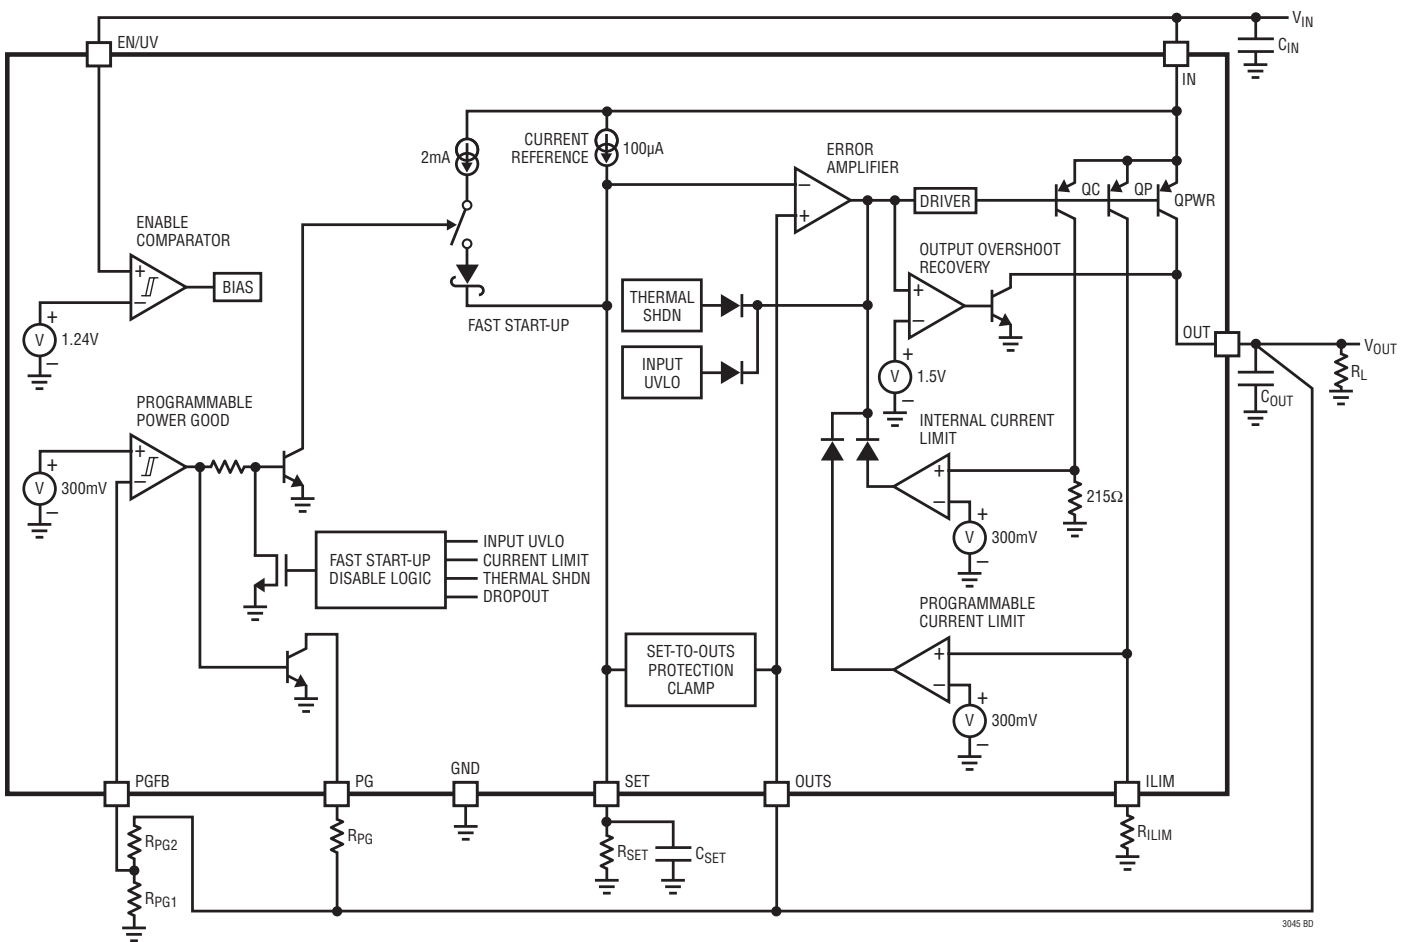 VIN
CIN
EN/UV
IN
2mA
CURRENT
REFERENCE
100µA
ERROR
AMPLIFIER
–
+
DRIVER
QC
QP
QPWR
ENABLE
COMPARATOR
+
–
BIAS
+
V
–
1.24V
FAST START-UP
THERMAL
SHDN
INPUT
UVLO
OUTPUT OVERSHOOT
RECOVERY
+
–
+
V
–
1.5V
OUT
VOUT
COUT
RL
PROGRAMMABLE
POWER GOOD
+
–
+
V
–
300mV
INTERNAL CURRENT
LIMIT
+
–
215Ω
+
V
–
300mV
FAST START-UP
DISABLE LOGIC
INPUT UVLO
CURRENT LIMIT
THERMAL SHDN
DROPOUT
PROGRAMMABLE
CURRENT LIMIT
+
–
+
V
–
300mV
SET-TO-OUTS
PROTECTION
CLAMP
PGFB
PG
GND
SET
OUTS
ILIM
RPG2
RPG1
RPG
RSET
CSET
RILIM
3045 BD